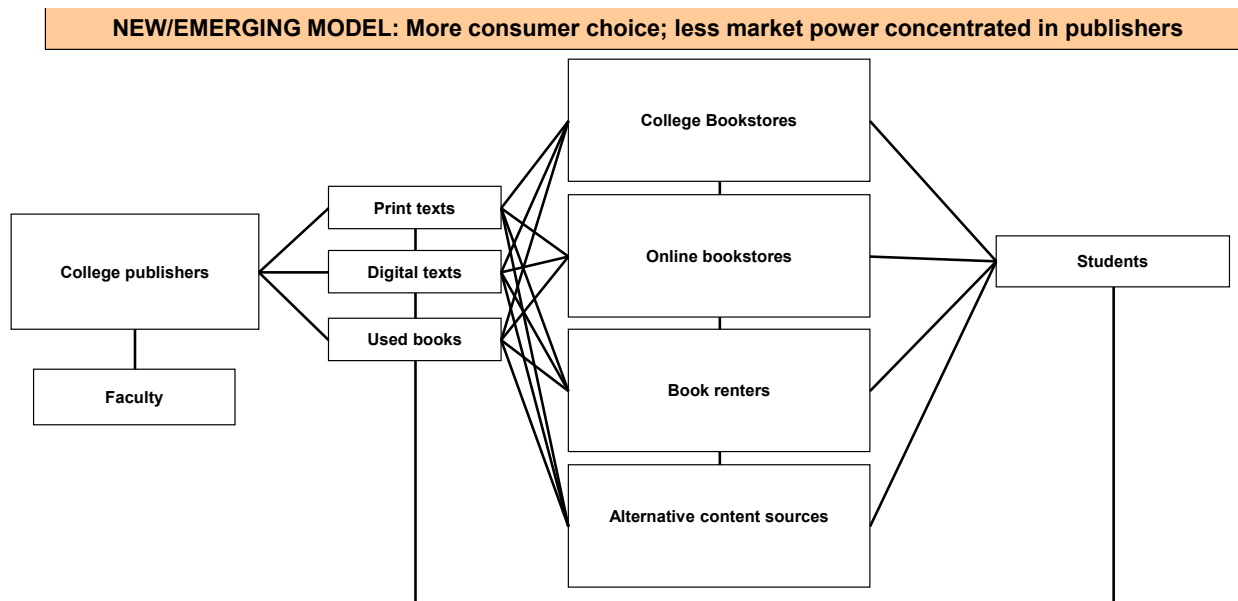 NEW/EMERGING MODEL: More consumer choice; less market power concentrated in publishers
College Bookstores
Print texts
College publishers
Digital texts
Online bookstores
Students
Used books
Faculty
Book renters
Alternative content sources